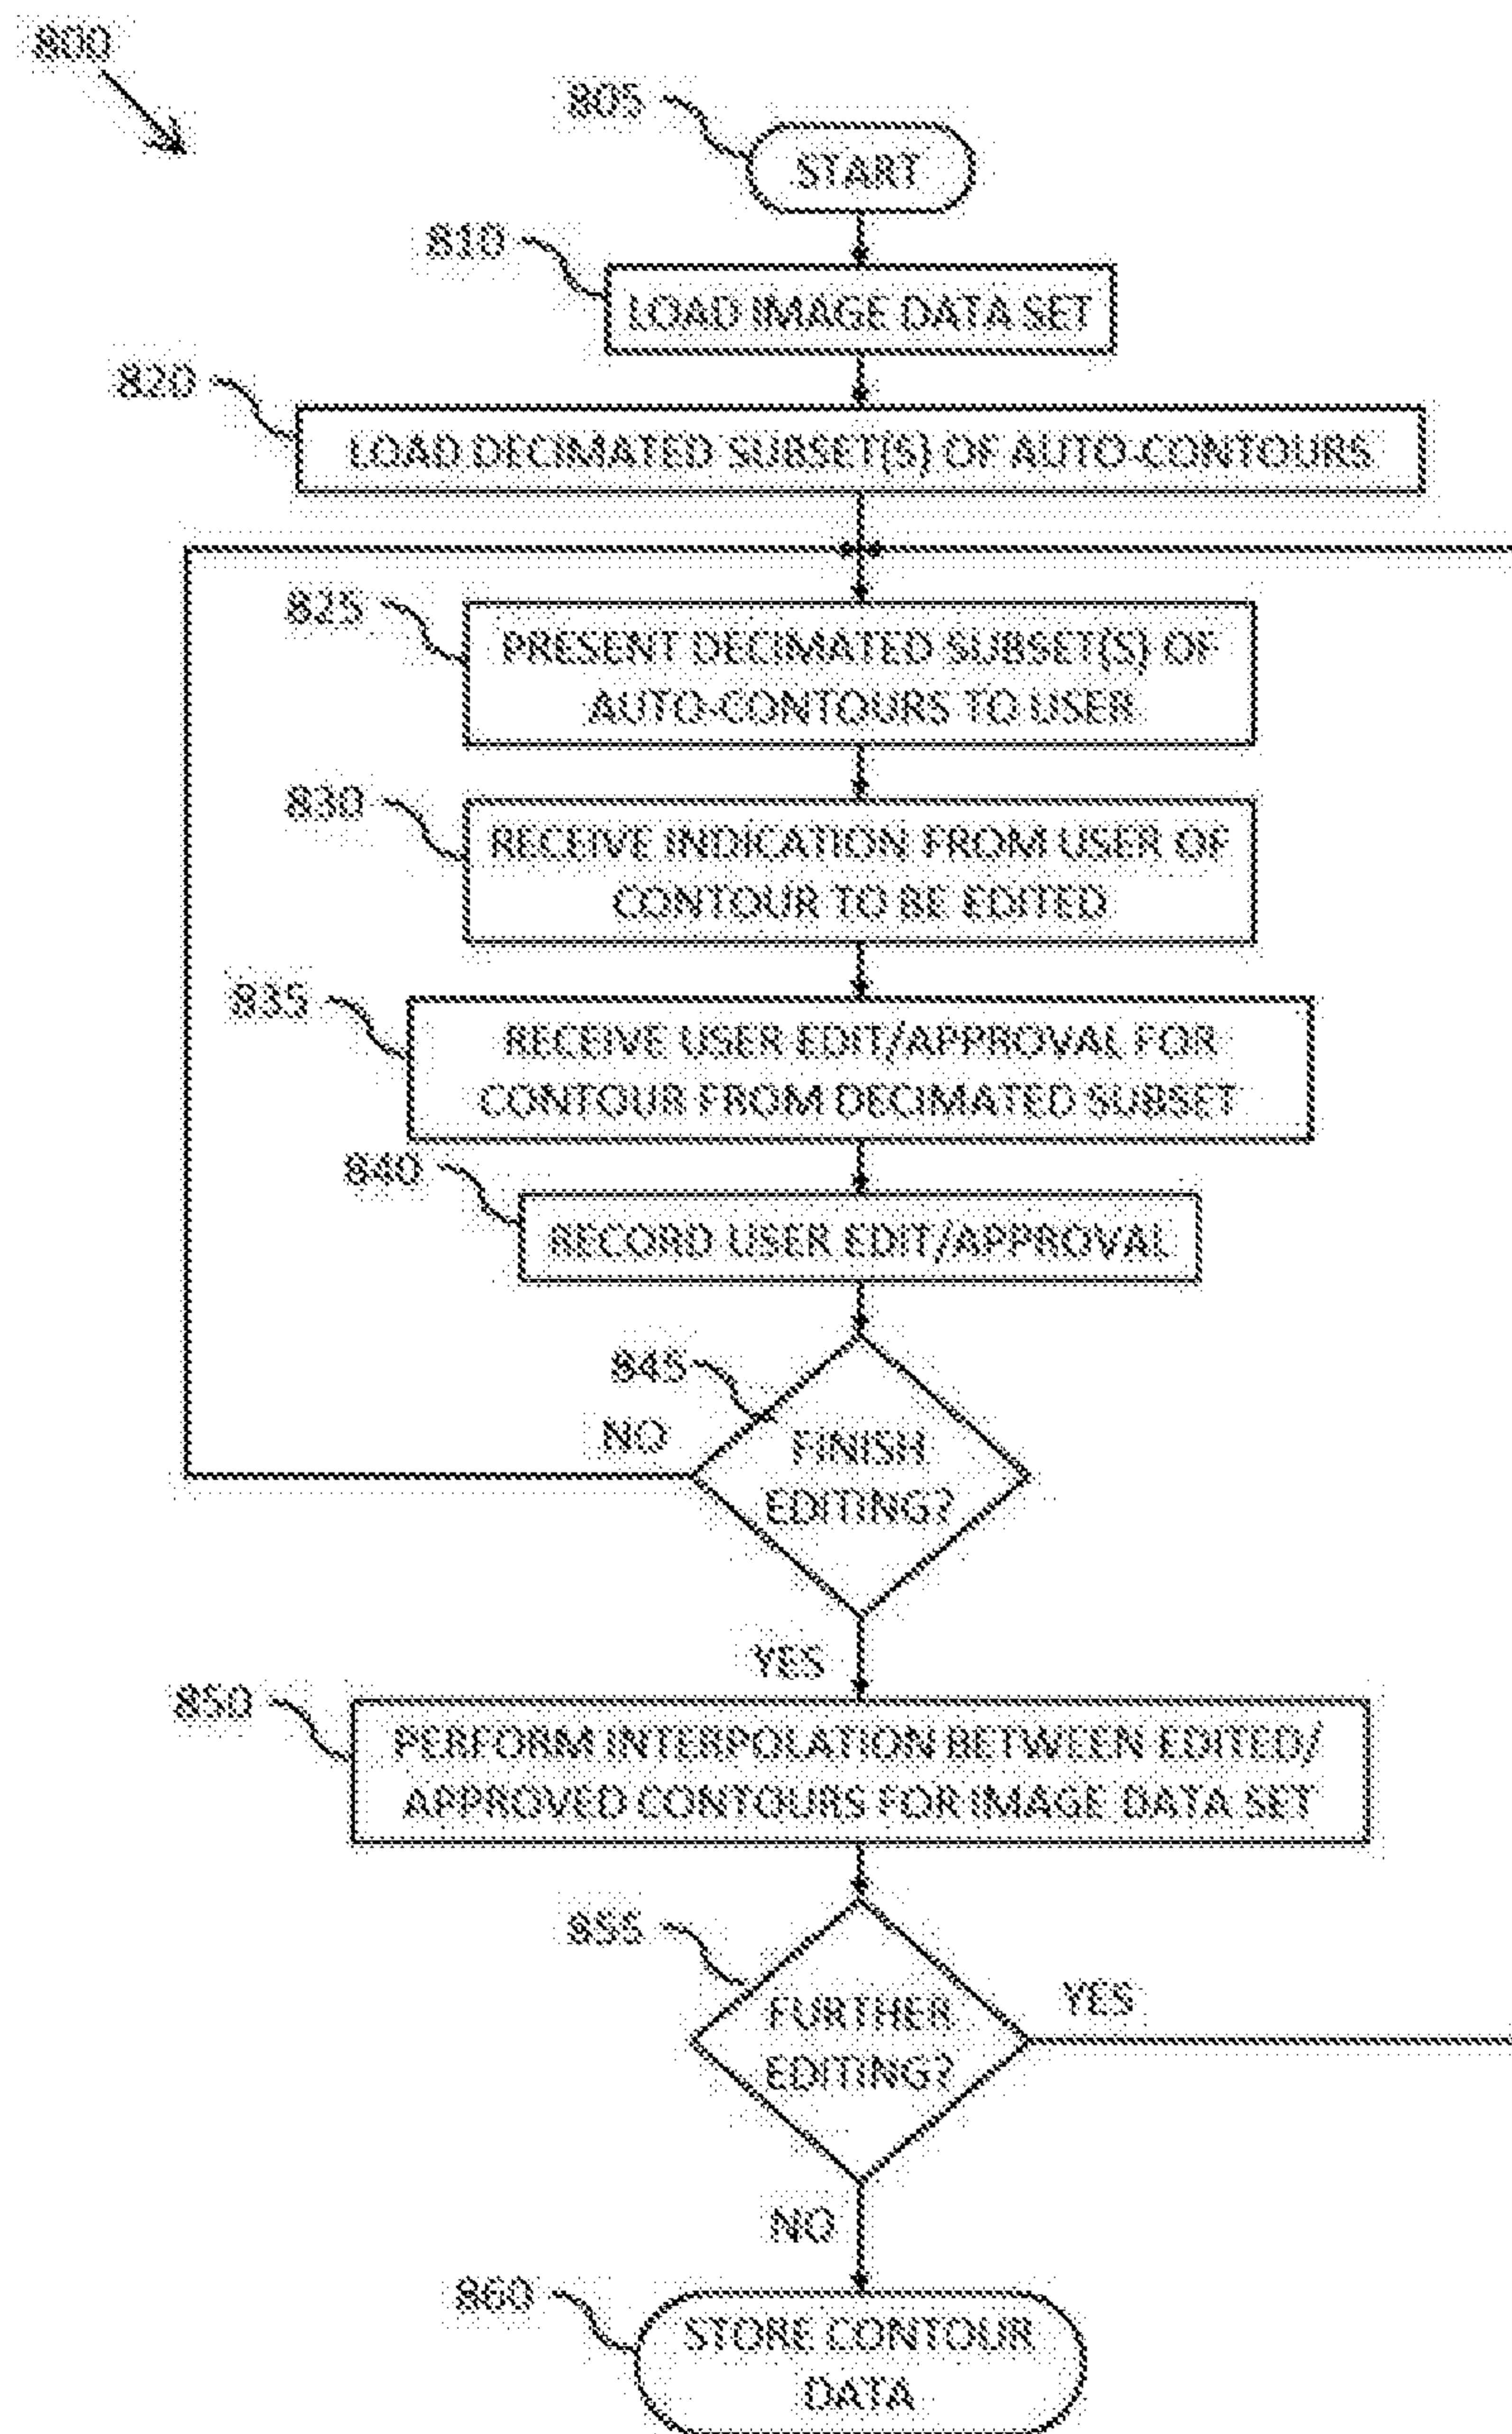 800
805
START
810
LOAD IMAGE DATA SET
820
LOAD DECIMATED SUBSET(S) OF AUTO-CONTOURS
825
PRESENT DECIMATED SUBSET(S) OF
AUTO-CONTOURS TO USER
830
RECEIVE INDICATION FROM USER OF
CONTOUR TO BE EDITED
835
RECEIVE USER EDIT/APPROVAL FOR
CONTOUR FROM DECIMATED SUBSET
840
RECORD USER EDIT/APPROVAL
845
NO
FINISH
EDITING?
YES
850
PERFORM INTERPOLATION BETWEEN EDITED/
APPROVED CONTOURS FOR IMAGE DATA SET
855
FURTHER
EDITING?
YES
NO
860
STORE CONTOUR
DATA